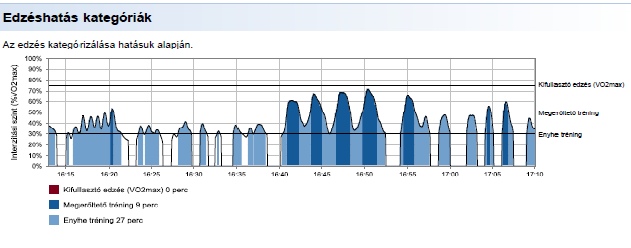 Edzéshatás kategóriák
Az edzés kategórizálása hatásuk alapján.
Intenzitási szint (%VO2max)
100%
90%
80%
70%
60%
50%
40%
30%
20%
10%
0%
Kifullasztó edzés (VO2max)
Megerőltető tréning
Enyhe tréning
16:15 16:20 16:25 16:30 16:35 16:40 16:45 16:50 16:55 17:00 17:05 17:10
Kifullasztó edzés (VO2max) 0 perc
Megerőltető tréning 9 perc
Enyhe tréning 27 perc